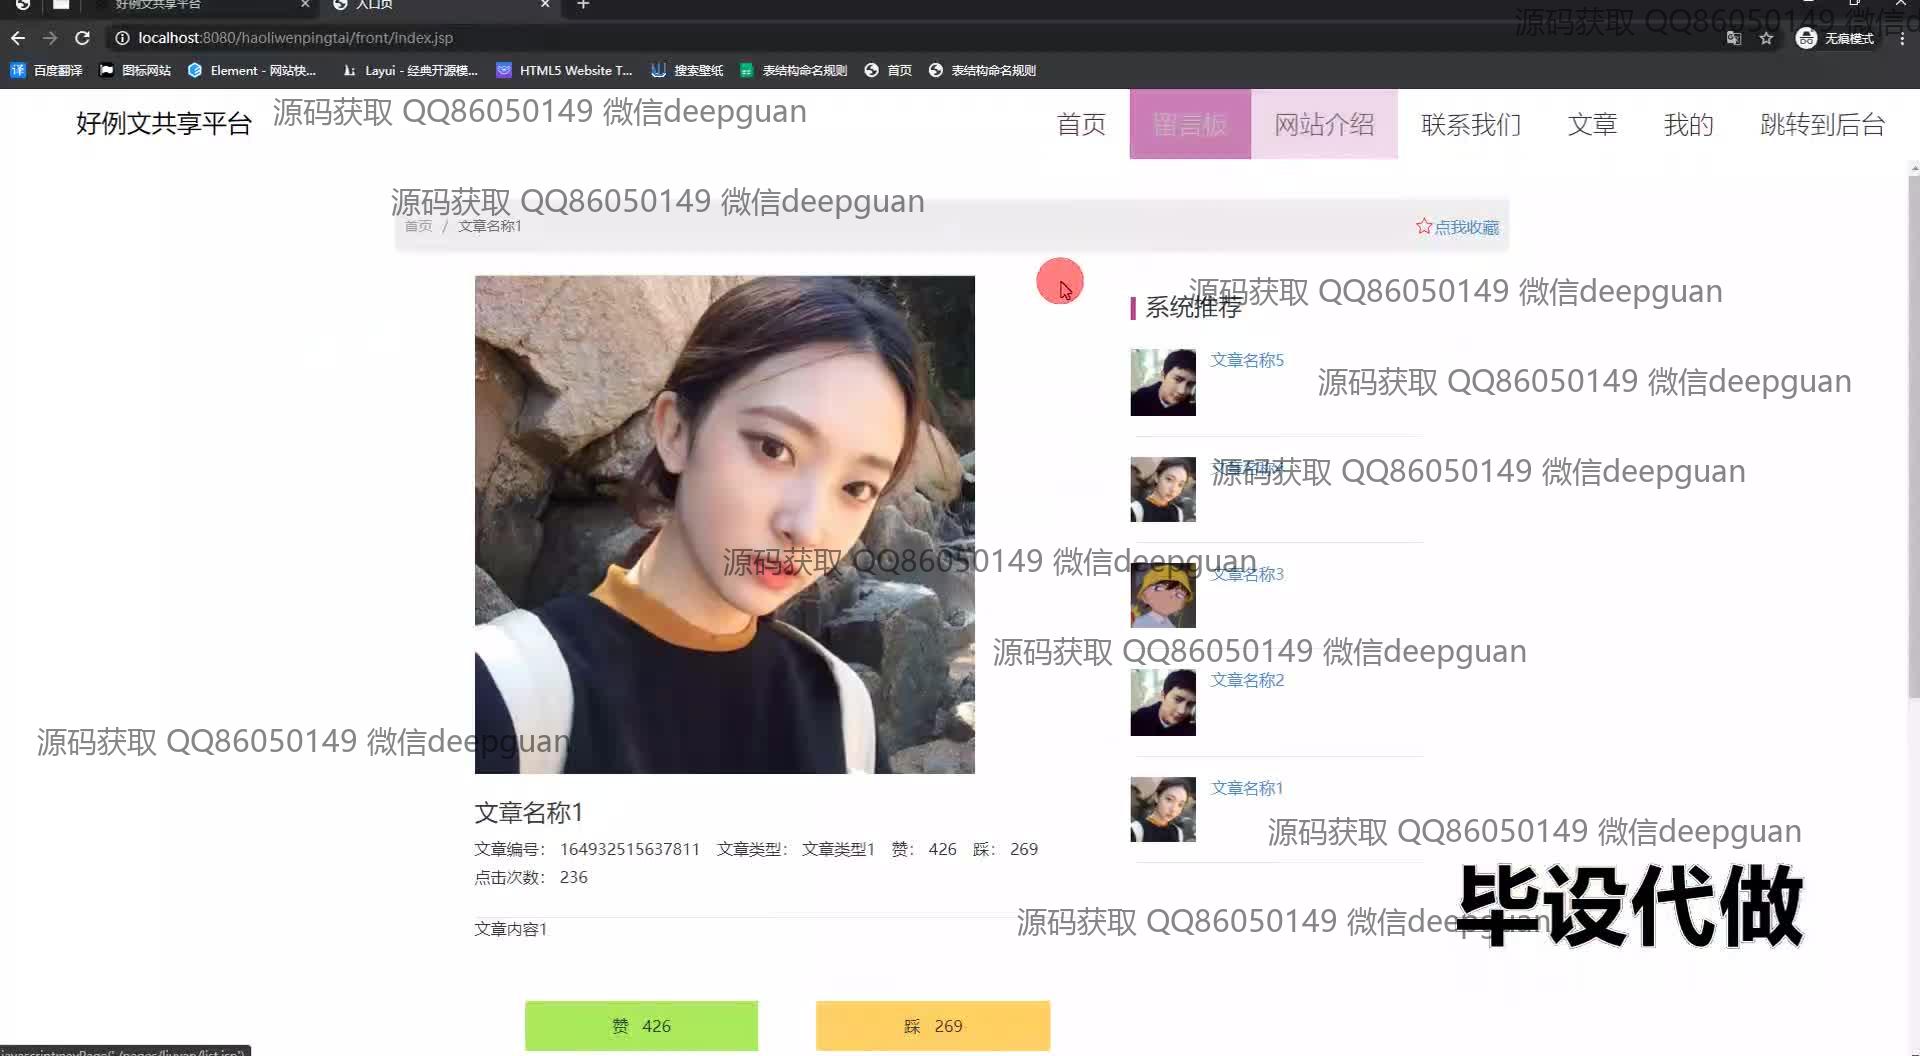 好例文共享平台
入口页
localhost:8080/haoliwenpingtai/front/index.jsp
无痕模式
百度翻译
图标网站
Element - 网站快...
Layui - 经典开源模...
HTML5 Website T...
搜索壁纸
表结构命名规则
首页
表结构命名规则
源码获取 QQ86050149 微信d
好例文共享平台
源码获取 QQ86050149 微信deepguan
首页
留言板
网站介绍
联系我们
文章
我的
跳转到后台
源码获取 QQ86050149 微信deepguan
首页 / 文章名称1
点我收藏
源码获取 QQ86050149 微信deepguan
系统推荐
文章名称5
源码获取 QQ86050149 微信deepguan
源码获取 QQ86050149 微信deepguan
源码获取 QQ86050149 微信deepguan
文章名称3
源码获取 QQ86050149 微信deepguan
文章名称2
源码获取 QQ86050149 微信deepguan
文章名称1
文章名称1
源码获取 QQ86050149 微信deepguan
文章编号： 164932515637811 文章类型： 文章类型1 赞： 426 踩： 269
点击次数： 236
毕设代做
源码获取 QQ86050149 微信deepguan
文章内容1
赞 426
踩 269